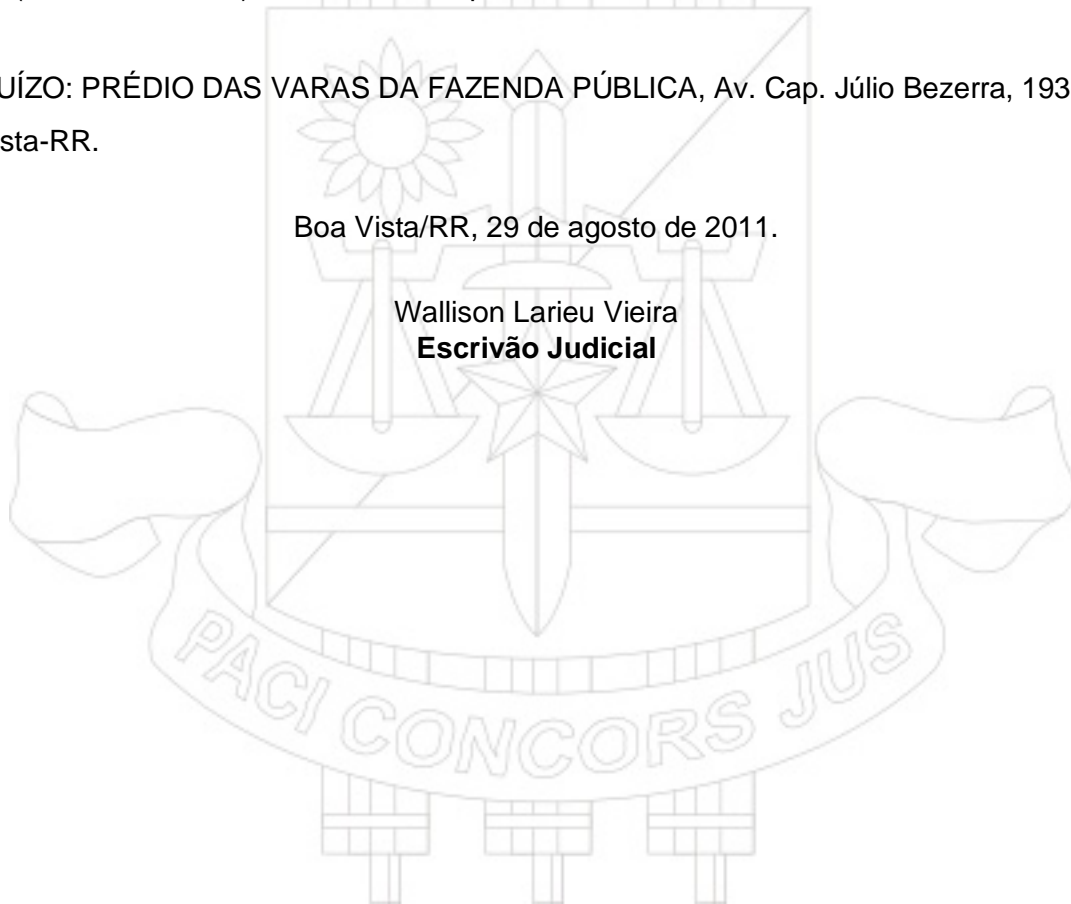 UÍZO: PRÉDIO DAS VARAS DA FAZENDA PÚBLICA, Av. Cap. Júlio Bezerra, 193
sta-RR.
Boa Vista/RR, 29 de agosto de 2011.
Wallison Larieu Vieira
Escrivão Judicial
PACI CONCORS JUS